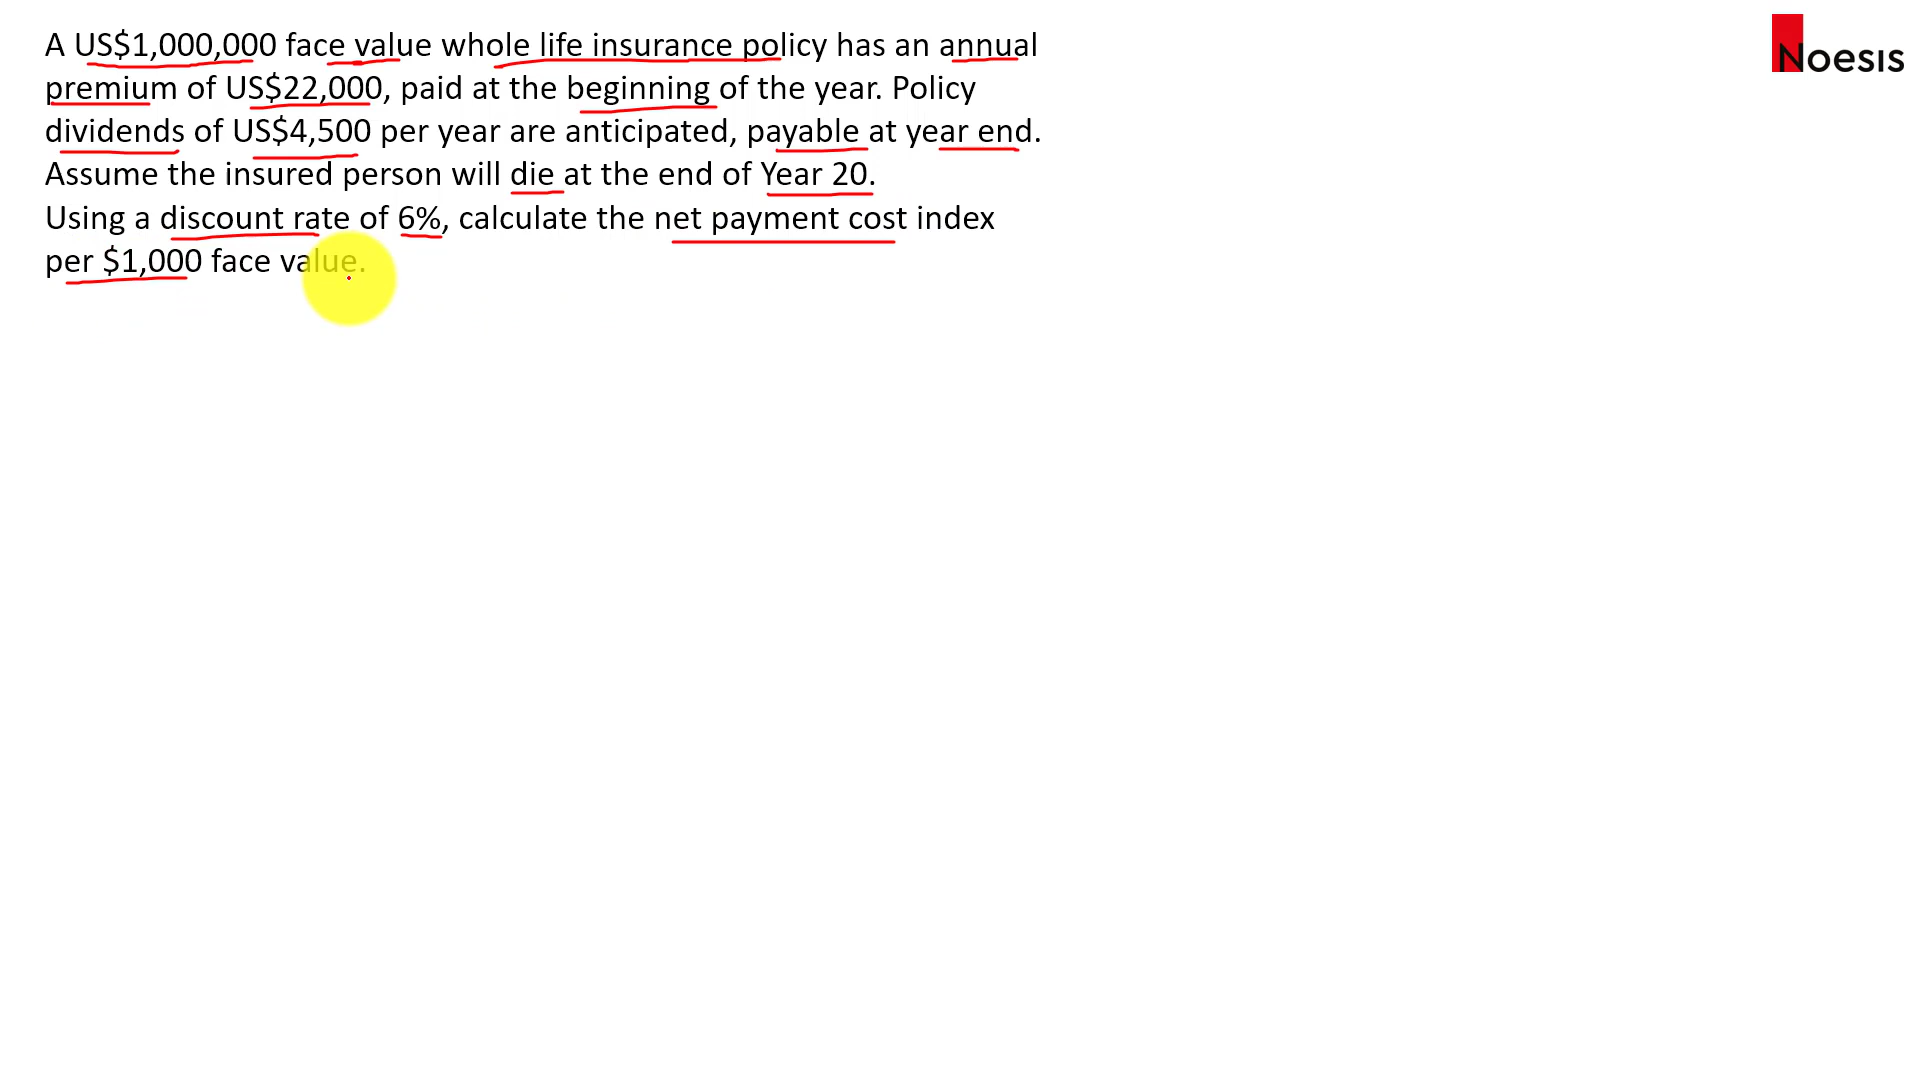 A US$1,000,000 face value whole life insurance policy has an annual
premium of US$22,000, paid at the beginning of the year. Policy
dividends of US$4,500 per year are anticipated, payable at year end.
Assume the insured person will die at the end of Year 20.
Using a discount rate of 6%, calculate the net payment cost index
per $1,000 face value.
Noesis